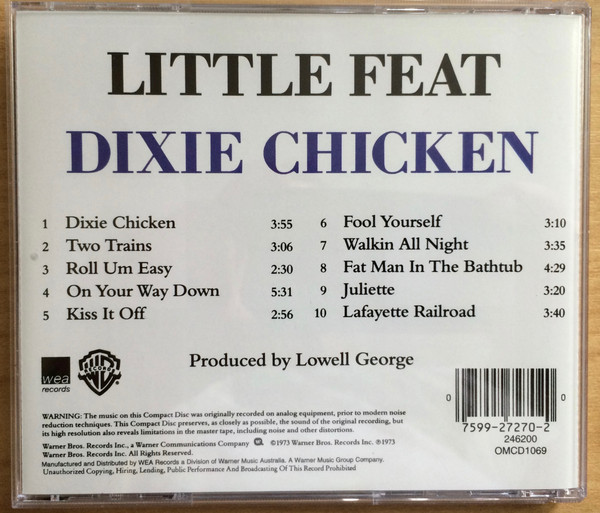 LITTLE FEAT
DIXIE CHICKEN
1 Dixie Chicken 3:55
2 Two Trains 3:06
3 Roll Um Easy 2:30
4 On Your Way Down 5:31
5 Kiss It Off 2:56
6 Fool Yourself 3:10
7 Walkin All Night 3:35
8 Fat Man In The Bathtub 4:29
9 Juliette 3:20
10 Lafayette Railroad 3:40
Produced by Lowell George
wea
records
WB
RECORDS
WARNING: The music on this Compact Disc was originally recorded on analog equipment, prior to modern noise
reduction techniques. This Compact Disc preserves, as closely as possible, the sound of the original recording, but
its high resolution also reveals limitations in the master tape, including noise and other distortions.
Warner Bros. Records Inc., a Warner Communications Company ©1973 Warner Bros. Records Inc. ℗1973
Warner Bros. Records Inc. All Rights Reserved.
Manufactured and Distributed by WEA Records a Division of Warner Music Australia. A Warner Music Group Company.
Unauthorized Copying, Hiring, Lending, Public Performance And Broadcasting Of This Record Prohibited
0 0
7599-27270-2
246200
OMCD1069